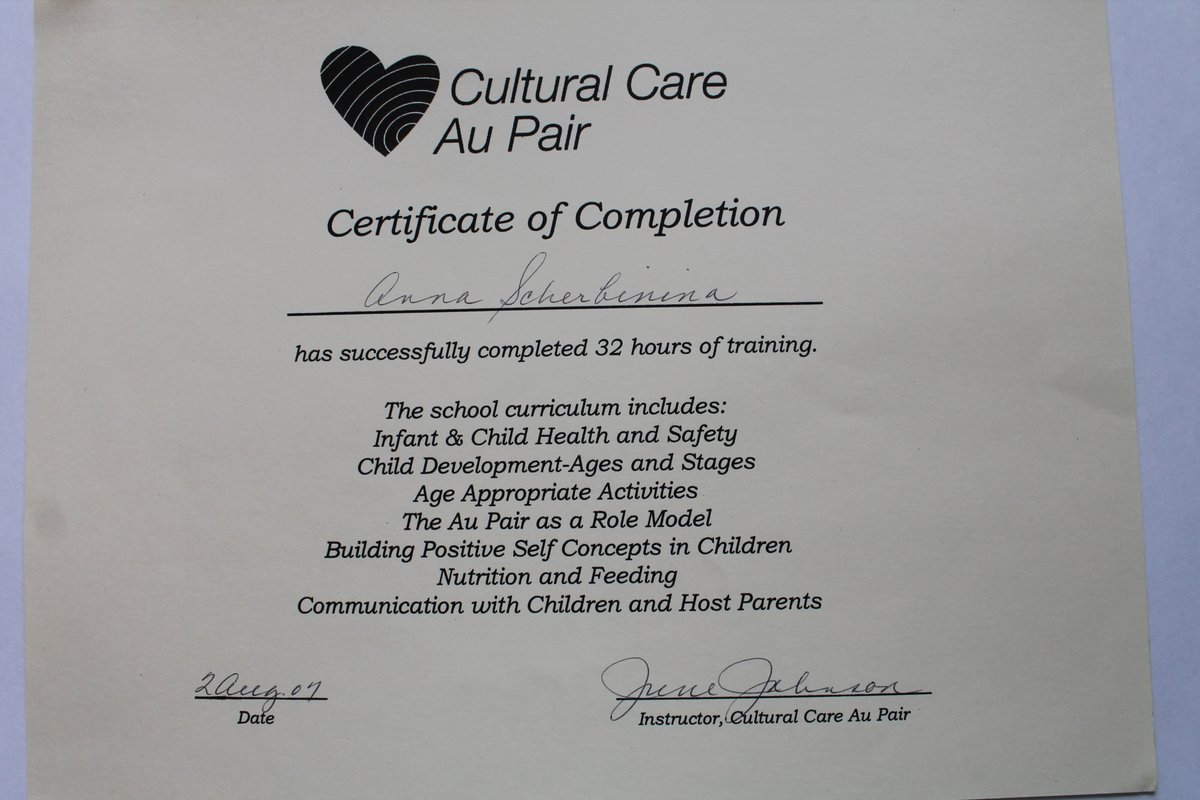 Cultural Care
Au Pair
Certificate of Completion
Anna Scherbinina
has successfully completed 32 hours of training.
The school curriculum includes:
Infant & Child Health and Safety
Child Development-Ages and Stages
Age Appropriate Activities
The Au Pair as a Role Model
Building Positive Self Concepts in Children
Nutrition and Feeding
Communication with Children and Host Parents
2 Aug. 07
Date
June Johnson
Instructor, Cultural Care Au Pair